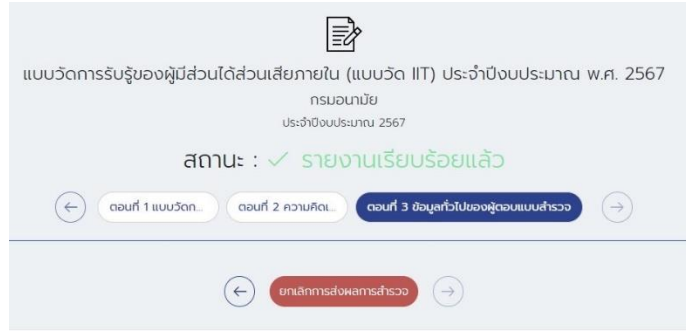 แบบวัดการรับรู้ของผู้มีส่วนได้ส่วนเสียภายใน (แบบวัด IIT) ประจำปีงบประมาณ พ.ศ. 2567
กรมอนามัย
ประจำปีงบประมาณ 2567
สถานะ : ✓ รายงานเรียบร้อยแล้ว
← ตอนที่ 1 แบบวัดก... ตอนที่ 2 ความคิดเ... ตอนที่ 3 ข้อมูลทั่วไปของผู้ตอบแบบสำรวจ →
← ยกเลิกการส่งผลการสำรวจ →